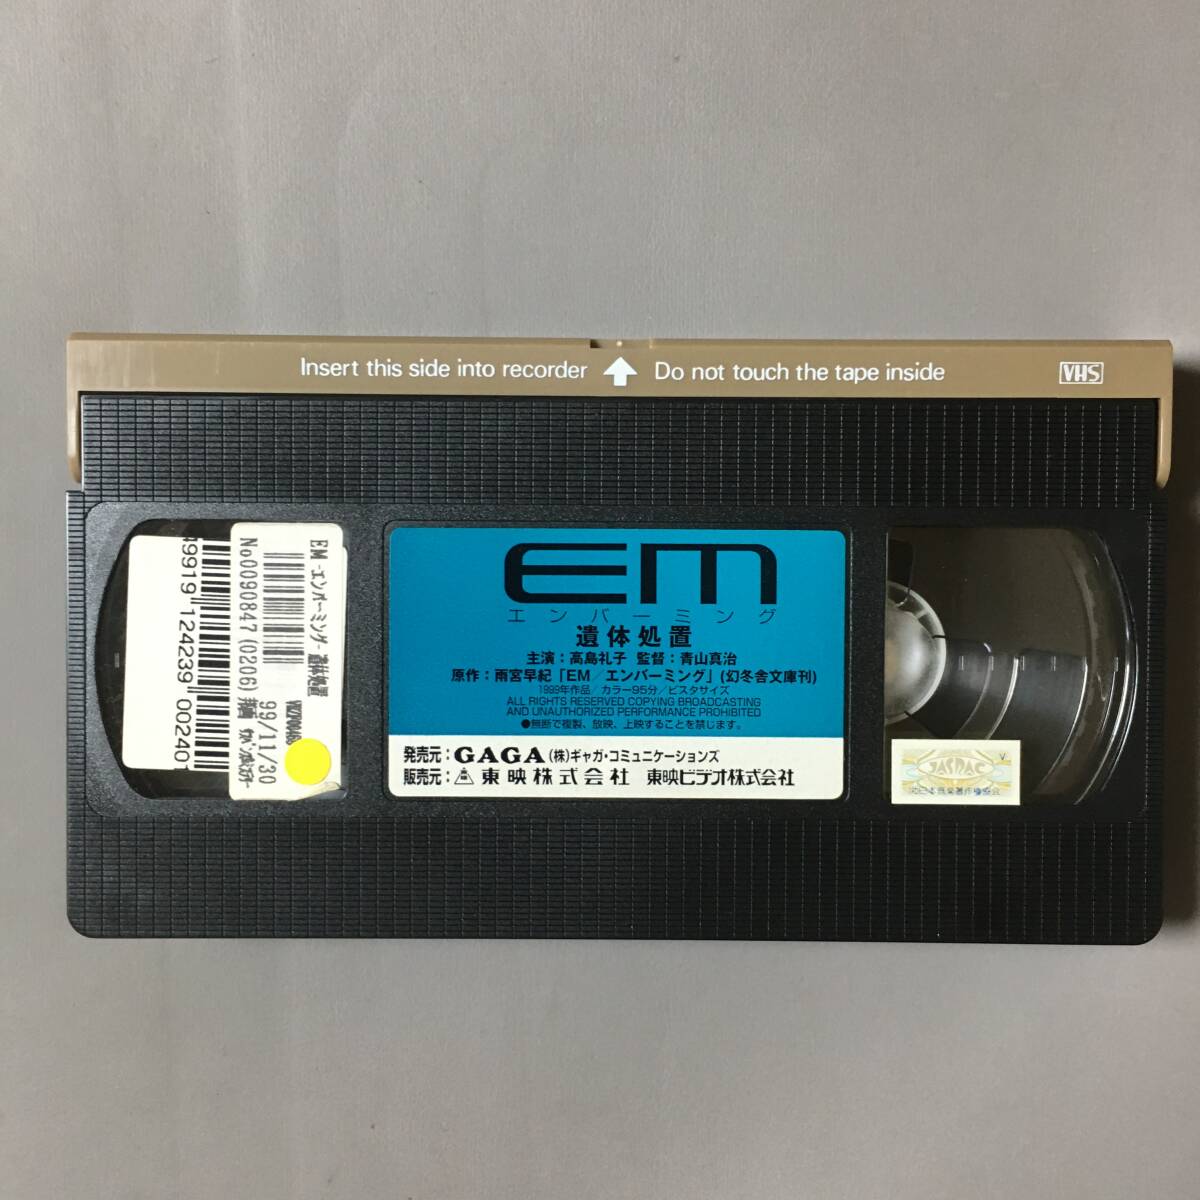 Insert this side into recorder
Do not touch the tape inside
VHS
EM
エンバーミング
遺体処置
主演：高島礼子 監督：青山真治
原作：雨宮早紀「EM／エンバーミング」(幻冬舎文庫刊)
1999年作品／カラー95分／ビスタサイズ
ALL RIGHTS RESERVED COPYING BROADCASTING
AND UNAUTHORIZED PERFORMANCE PROHIBITED
●無断で複製、放映、上映することを禁じます。
発売元：GAGA (株)ギャガ・コミュニケーションズ
販売元： 東映株式会社 東映ビデオ株式会社
EM -エンバーミング- 遺体処置
No0090847(0206)
99/11/30
49919 124239 002401
JASRAC
V